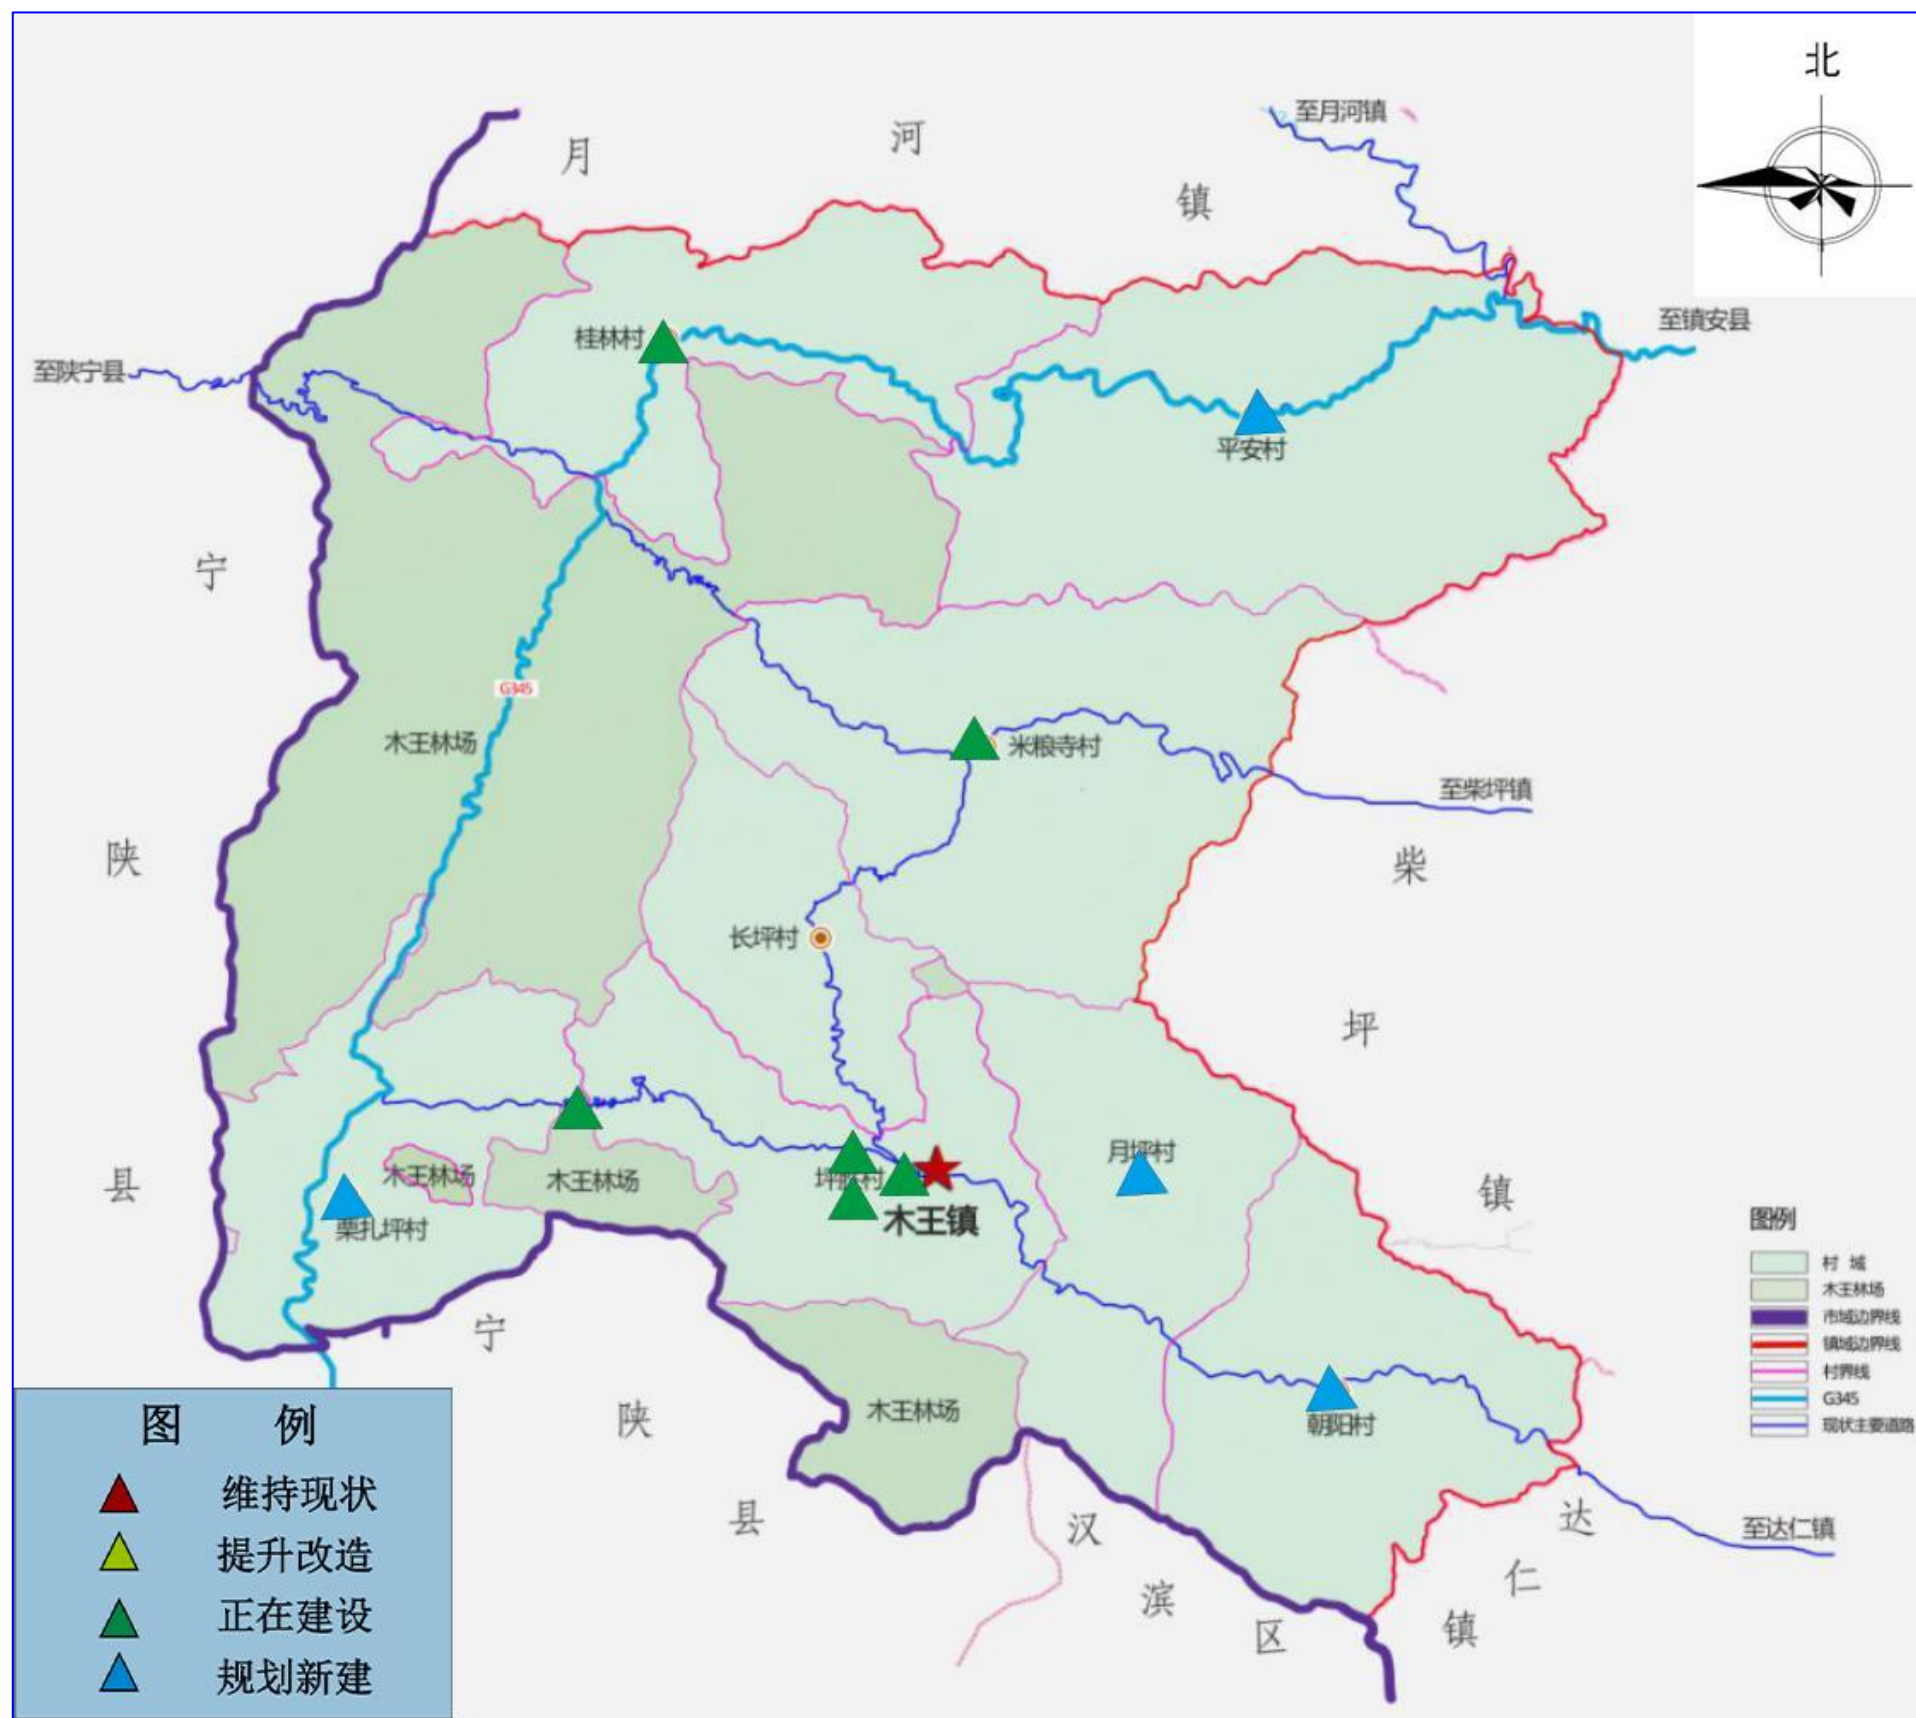 北
至月河镇
月 河 镇
至镇安县
桂林村
至陕宁县
平安村
宁
G345
木王林场
米粮寺村
至柴坪镇
陕
柴
长坪村
坪
月坪村
县
木王林场
木王林场
镇
木王镇
栗扎坪村
宁
图例
村 域
木王林场
市域边界线
镇域边界线
村界线
G345
现状主要道路
陕
木王林场
朝阳村
县
汉
达
至达仁镇
滨
仁
区
镇
图 例
维持现状
提升改造
正在建设
规划新建